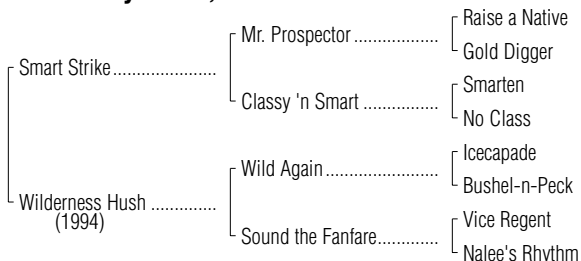 Raise a Native
Mr. Prospector ..................
Gold Digger
Smart Strike......................
Smarten
Classy 'n Smart ................
No Class
Icecapade
Wild Again........................
Bushel-n-Peck
Wilderness Hush ..............
(1994)
Vice Regent
Sound the Fanfare.............
Nalee's Rhythm